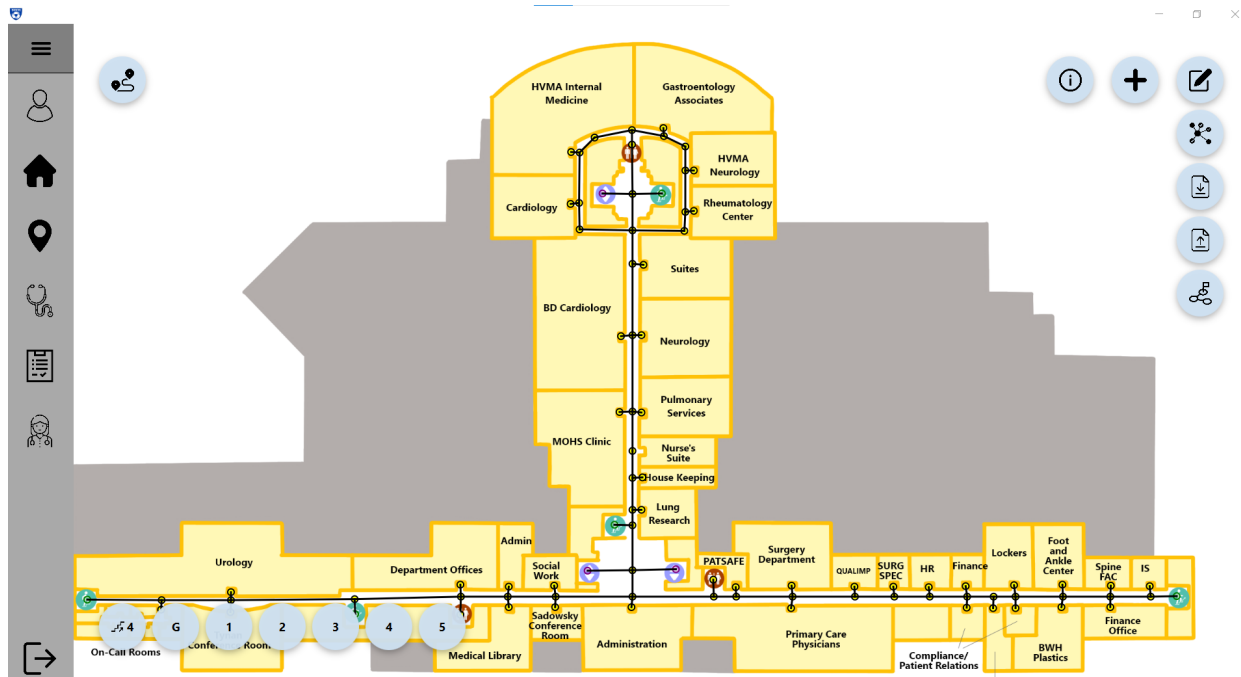 HVMA Internal
Medicine
Gastroentology
Associates
HVMA
Neurology
Cardiology
Rheumatology
Center
Suites
BD Cardiology
Neurology
Pulmonary
Services
MOHS Clinic
Nurse's
Suite
House Keeping
Lung
Research
Admin
Urology
Department Offices
Social
Work
PATSAFE
Surgery
Department
QUALIMP
SURG
SPEC
HR
Finance
Lockers
Foot
and
Ankle
Center
Spine
FAC
IS
4
G
1
2
3
4
5
Sadowsky
Conference
Room
Administration
Primary Care
Physicians
Finance
Office
On-Call Rooms
Conference Room
Medical Library
Compliance/
Patient Relations
BWH
Plastics